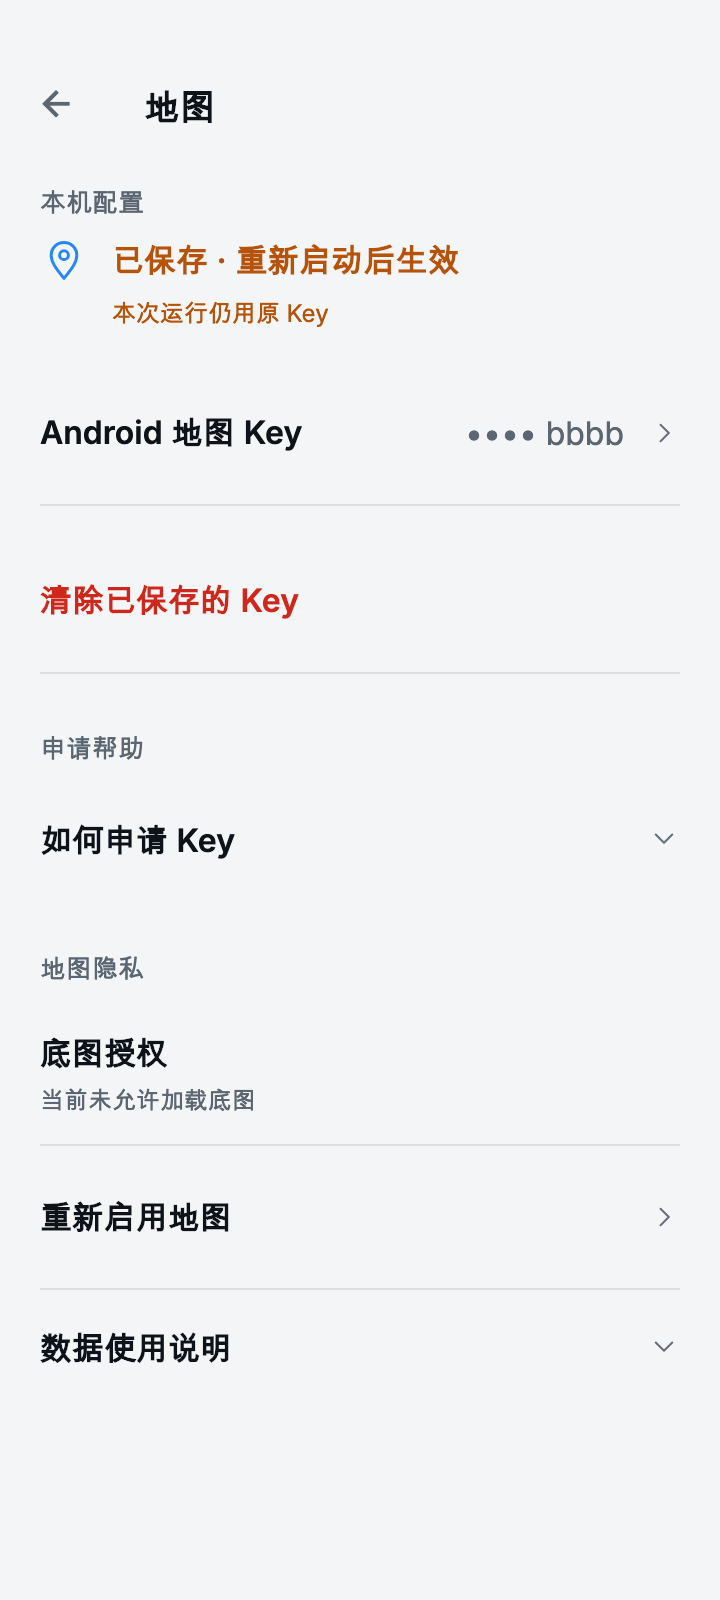 地图
本机配置
已保存 · 重新启动后生效
本次运行仍用原 Key
Android 地图 Key •••• bbbb
清除已保存的 Key
申请帮助
如何申请 Key
地图隐私
底图授权
当前未允许加载底图
重新启用地图
数据使用说明